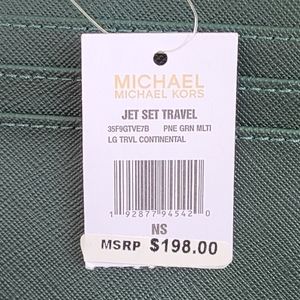 MICHAEL
MICHAEL KORS
JET SET TRAVEL
35F9GTVE7B PNE GRN MLTI
LG TRVL CONTINENTAL
1 92877 94542 0
NS
MSRP $198.00